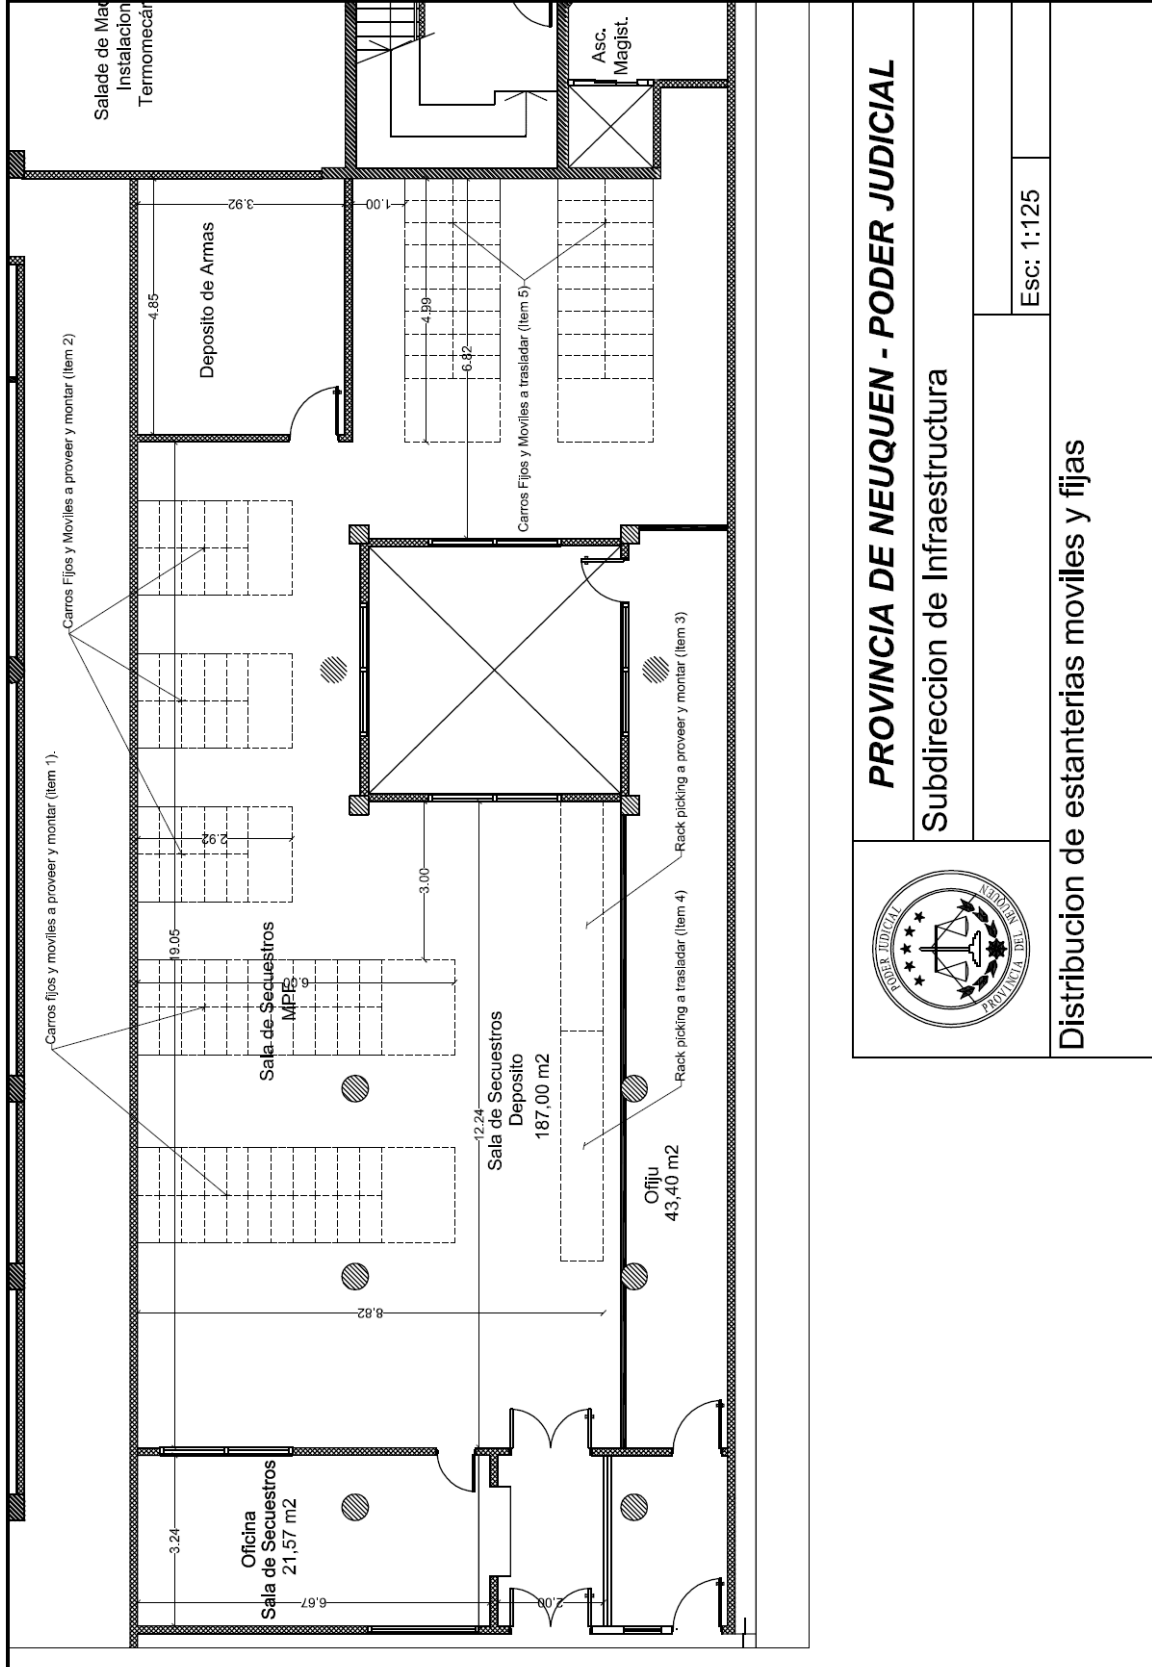 Salade de Mac
Instalacion
Termomecár
Asc.
Magist.
3.92
1.00
4.85
Deposito de Armas
4.99
6.82
Carros Fijos y Moviles a proveer y montar (Item 2)
Carros Fijos y Moviles a trasladar (Item 5)
Carros fijos y moviles a proveer y montar (Item 1).
2.92
19.05
3.00
Sala de Secuestros
MPF
6.00
Rack picking a proveer y montar (Item 3)
Rack picking a trasladar (Item 4)
12.24
Sala de Secuestros
Deposito
187,00 m2
Ofiju
43,40 m2
8.82
3.24
Oficina
Sala de Secuestros
21,57 m2
6.67
2.00
PROVINCIA DE NEUQUEN - PODER JUDICIAL
Subdireccion de Infraestructura
Esc: 1:125
Distribucion de estanterias moviles y fijas
PODER JUDICIAL
PROVINCIA DEL NEUQUEN